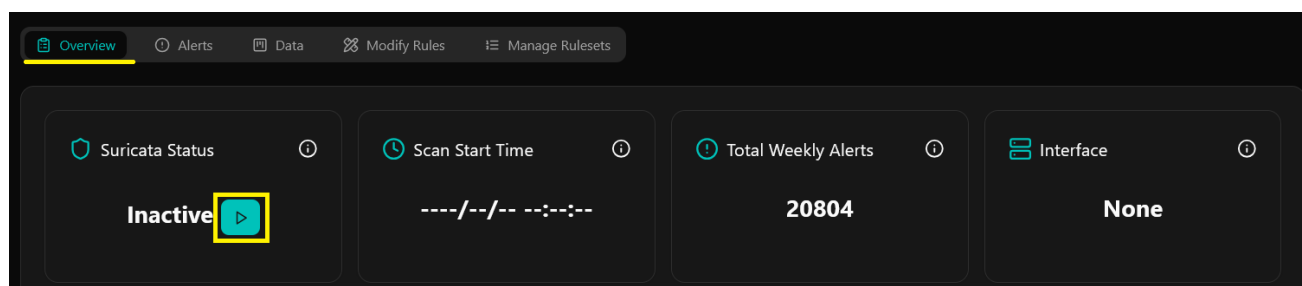 Overview Alerts Data Modify Rules Manage Rulesets
Suricata Status Scan Start Time Total Weekly Alerts Interface
Inactive ----/--/-- --:--:-- 20804 None